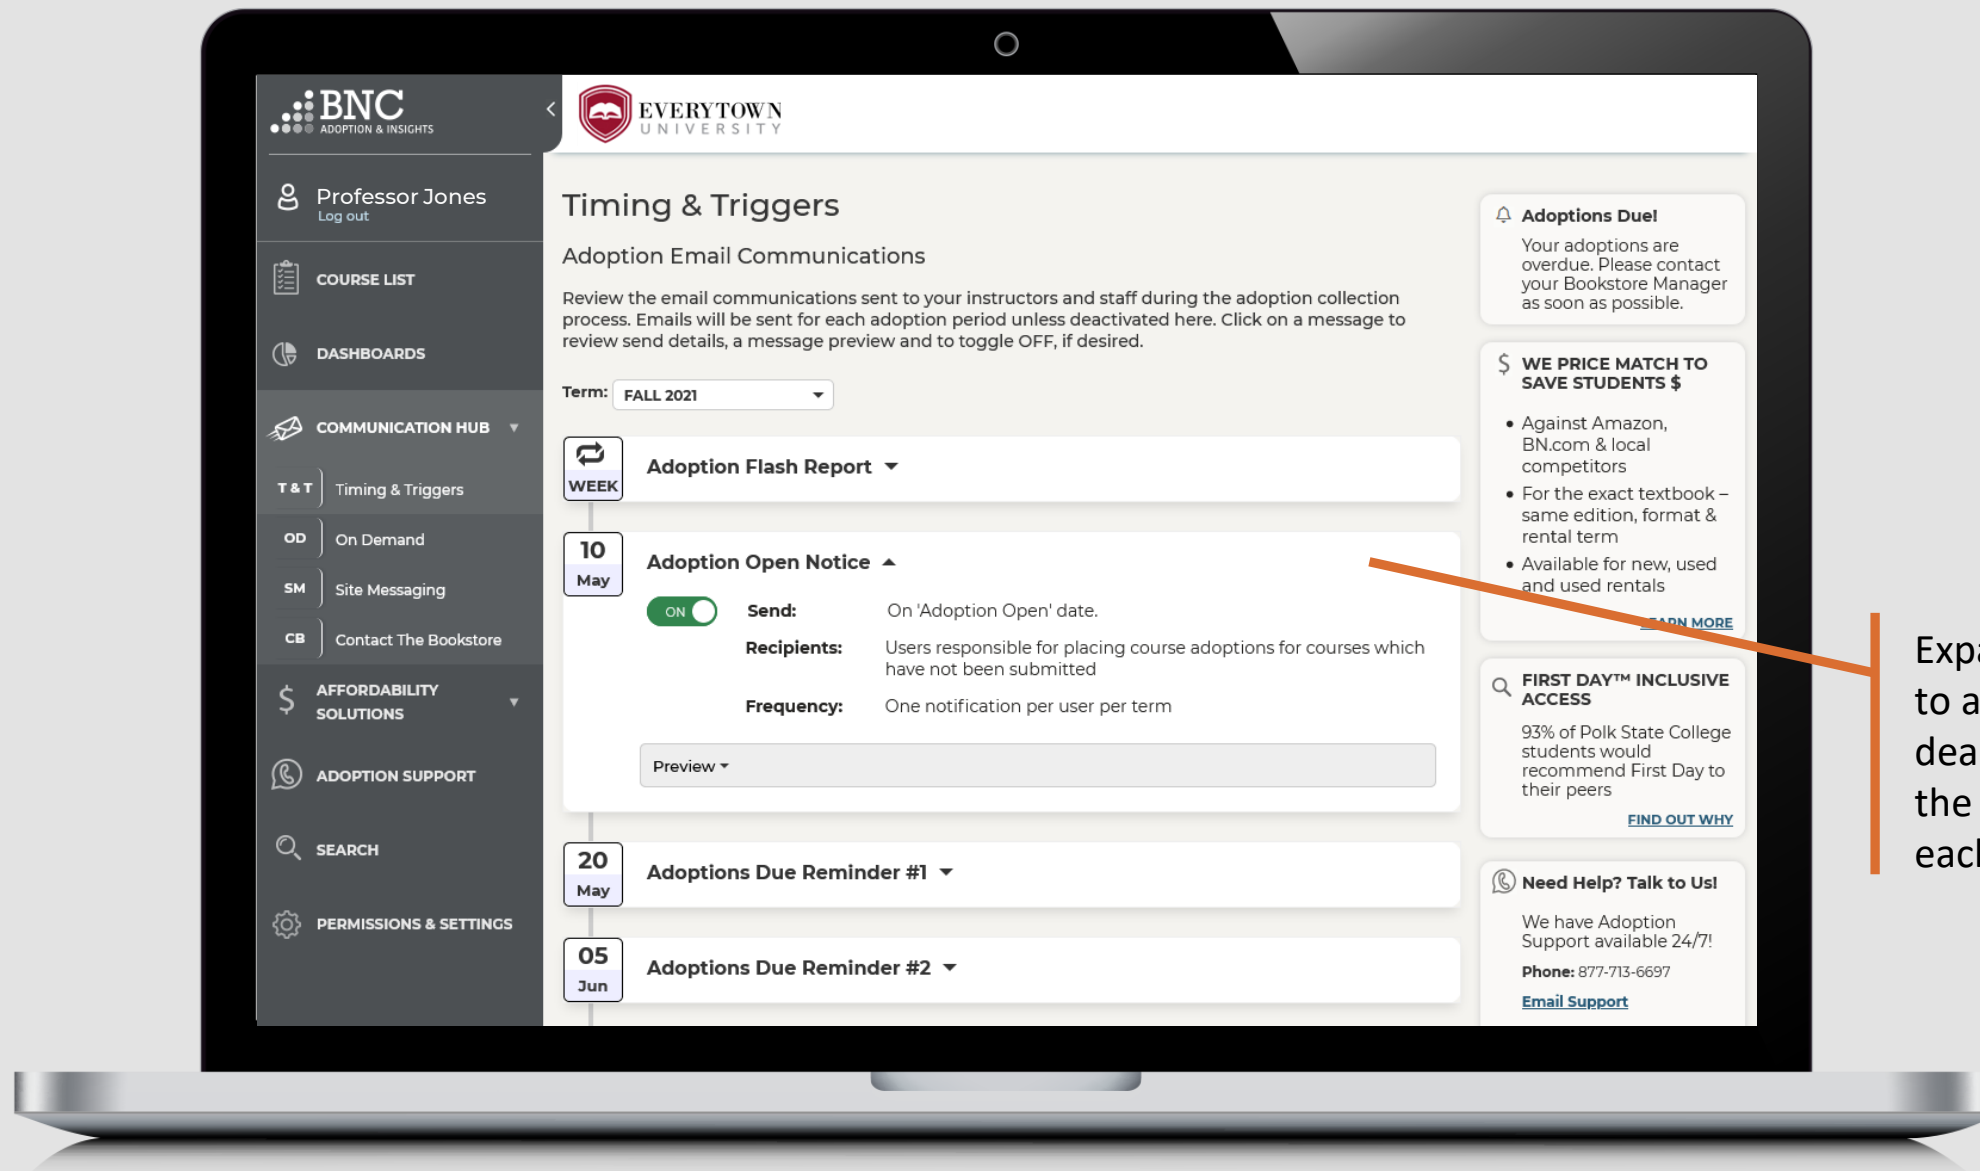 BNC
ADOPTION & INSIGHTS
EVERYTOWN
UNIVERSITY
Professor Jones
Log out
COURSE LIST
DASHBOARDS
COMMUNICATION HUB
T & T Timing & Triggers
OD On Demand
SM Site Messaging
CB Contact The Bookstore
AFFORDABILITY
SOLUTIONS
ADOPTION SUPPORT
SEARCH
PERMISSIONS & SETTINGS
Timing & Triggers
Adoption Email Communications
Review the email communications sent to your instructors and staff during the adoption collection
process. Emails will be sent for each adoption period unless deactivated here. Click on a message to
review send details, a message preview and to toggle OFF, if desired.
Term: FALL 2021
WEEK
Adoption Flash Report
10
May
Adoption Open Notice
ON
Send: On 'Adoption Open' date.
Recipients: Users responsible for placing course adoptions for courses which
have not been submitted
Frequency: One notification per user per term
Preview
20
May
Adoptions Due Reminder #1
05
Jun
Adoptions Due Reminder #2
Adoptions Due!
Your adoptions are
overdue. Please contact
your Bookstore Manager
as soon as possible.
$ WE PRICE MATCH TO
SAVE STUDENTS $
• Against Amazon,
BN.com & local
competitors
• For the exact textbook –
same edition, format &
rental term
• Available for new, used
and used rentals
LEARN MORE
FIRST DAY™ INCLUSIVE
ACCESS
93% of Polk State College
students would
recommend First Day to
their peers
FIND OUT WHY
Need Help? Talk to Us!
We have Adoption
Support available 24/7!
Phone: 877-713-6697
Email Support
to
the